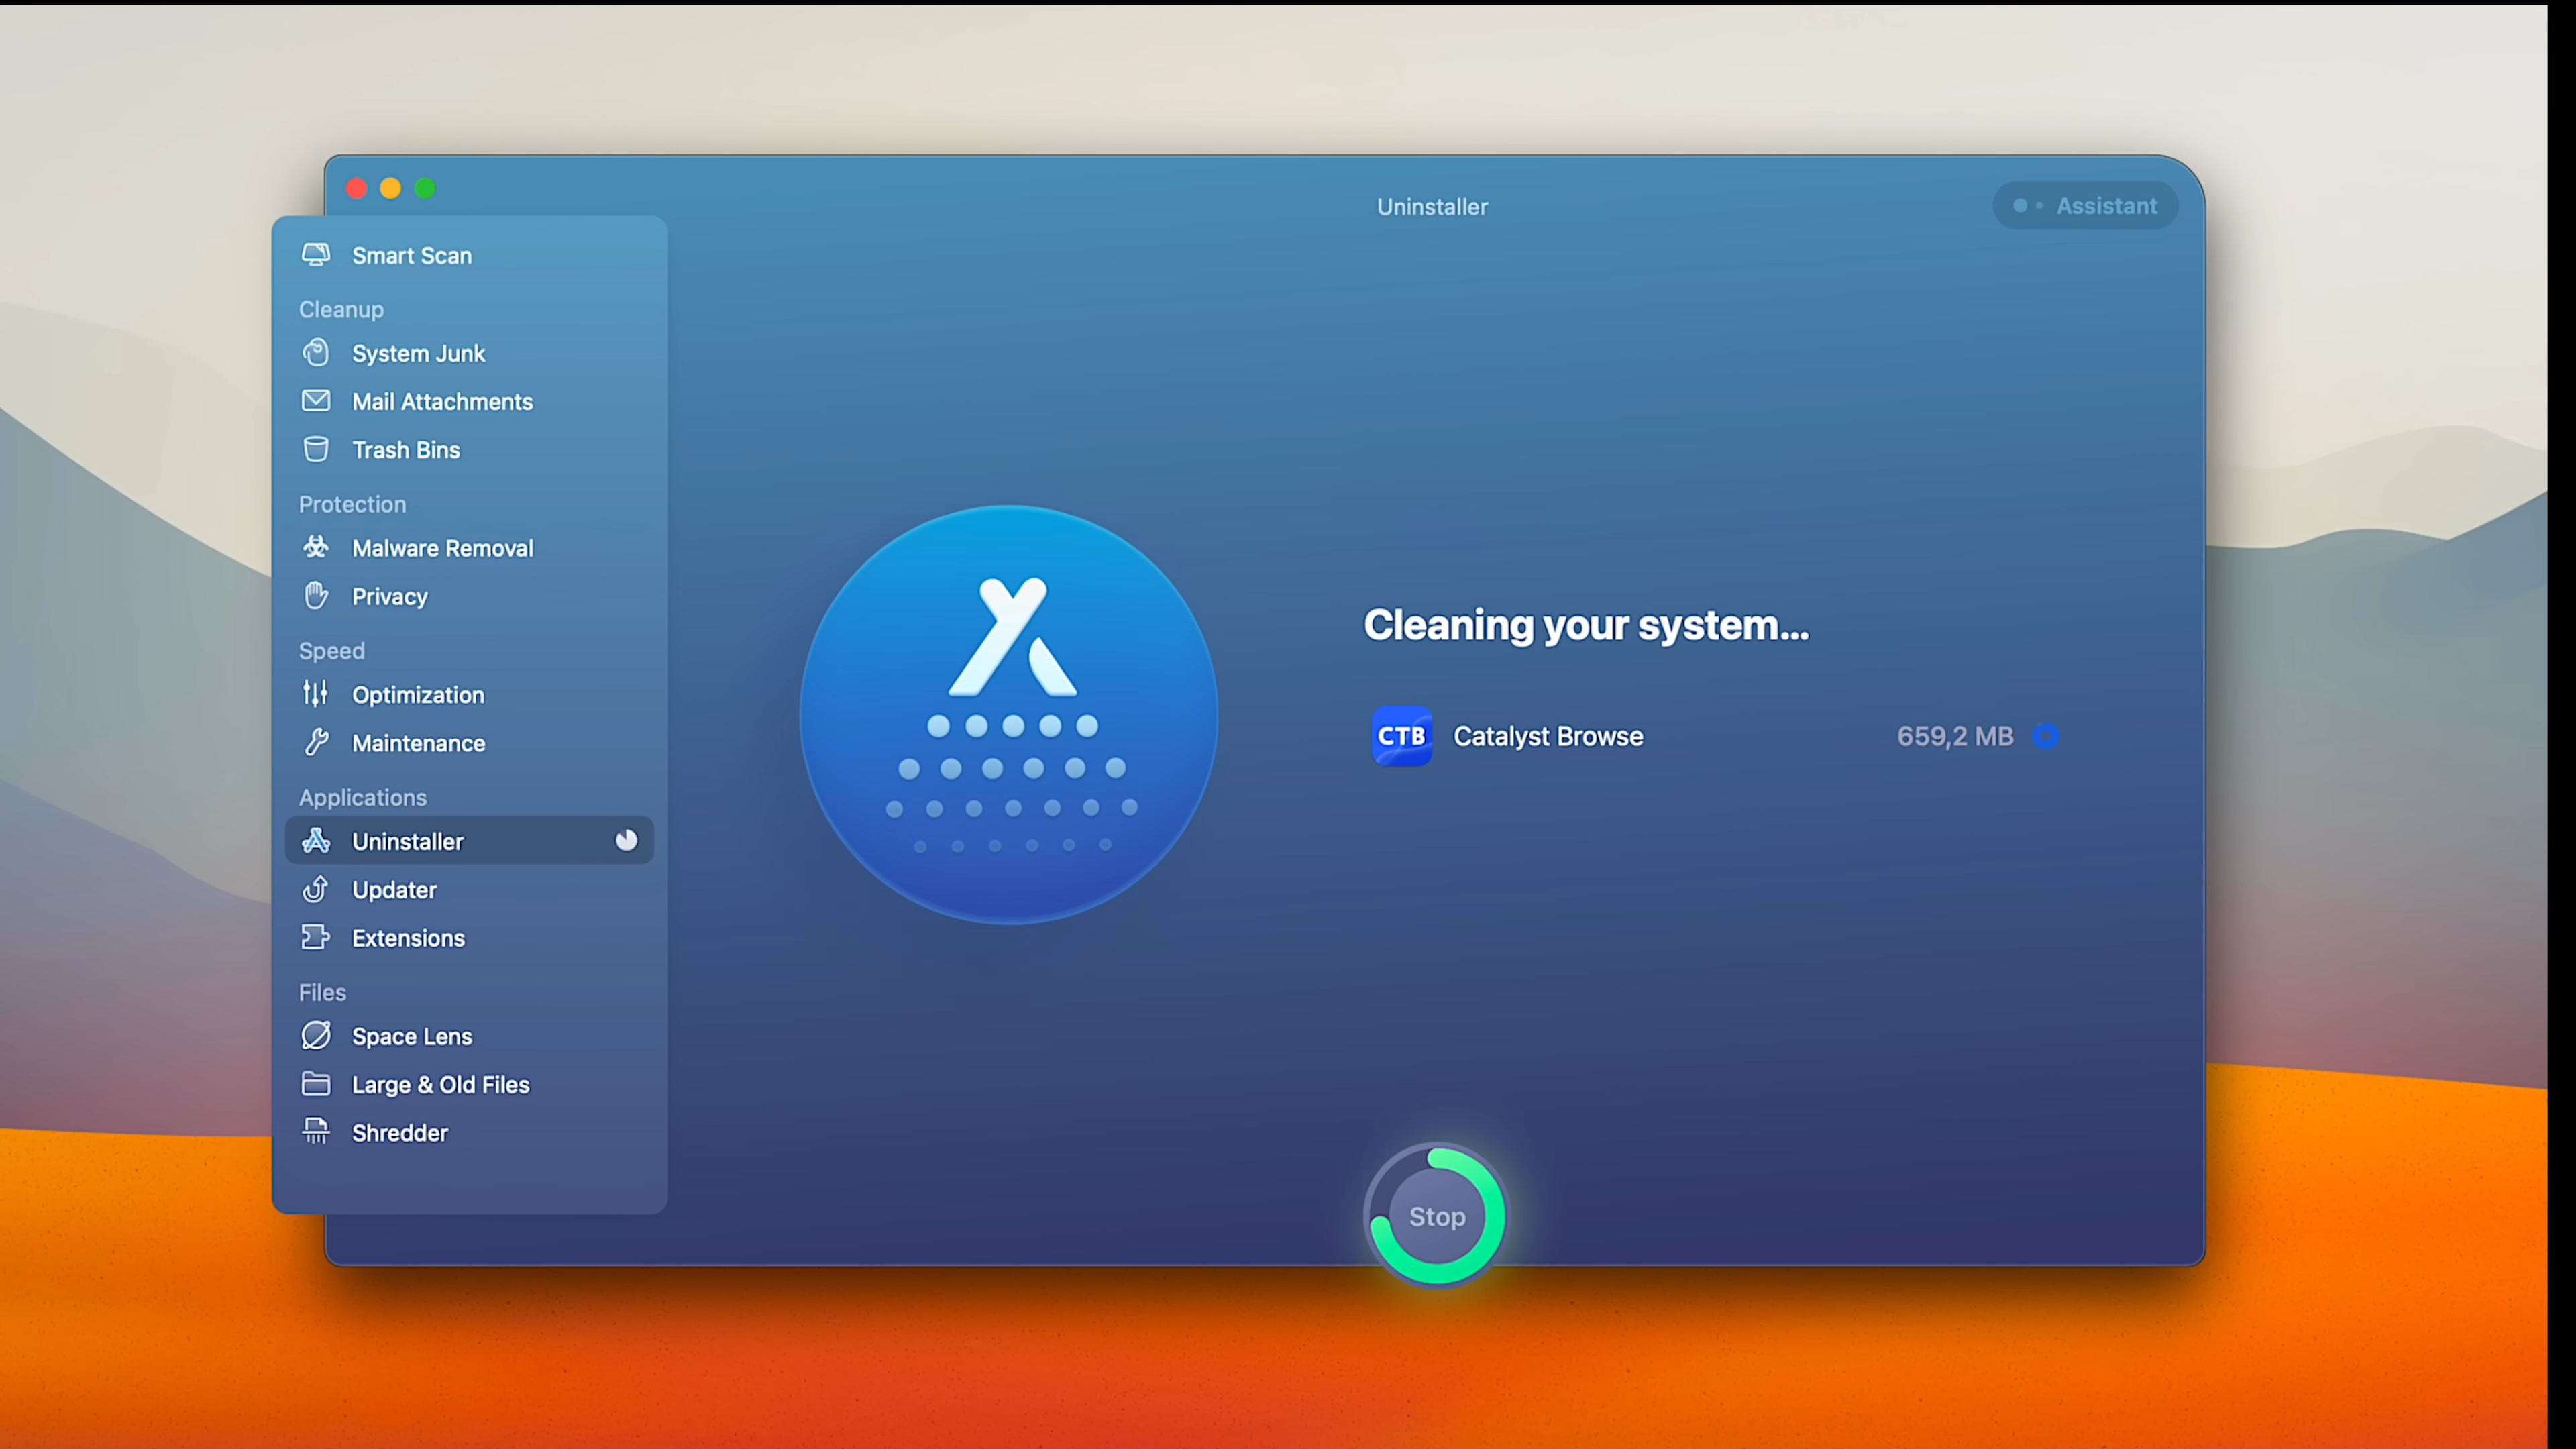 Uninstaller
Assistant
Smart Scan
Cleanup
System Junk
Mail Attachments
Trash Bins
Protection
Malware Removal
Privacy
Speed
Optimization
Maintenance
Applications
Uninstaller
Updater
Extensions
Files
Space Lens
Large & Old Files
Shredder
Cleaning your system...
CTB Catalyst Browse 659,2 MB
Stop